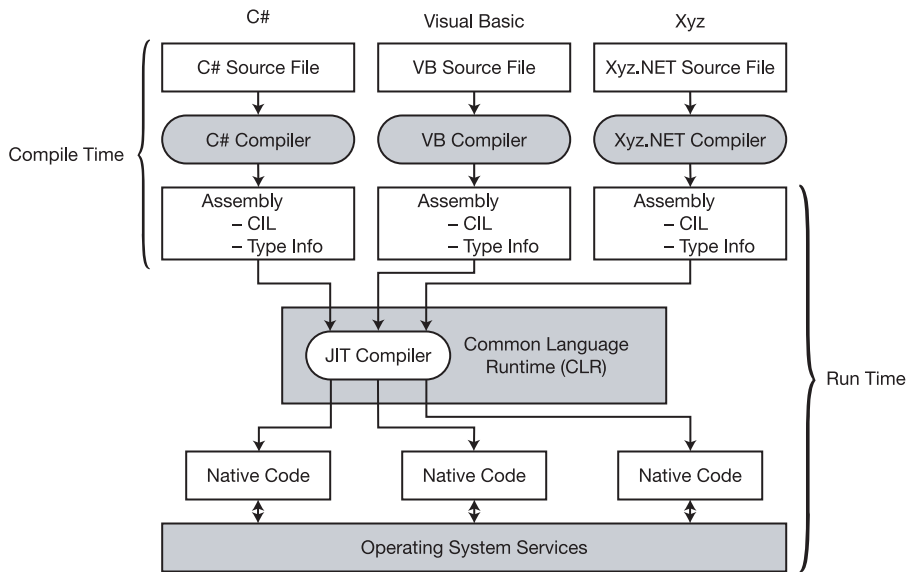 C#
Visual Basic
Xyz
C# Source File
VB Source File
Xyz.NET Source File
C# Compiler
VB Compiler
Xyz.NET Compiler
Compile Time
Assembly
– CIL
– Type Info
Assembly
– CIL
– Type Info
Assembly
– CIL
– Type Info
JIT Compiler
Common Language
Runtime (CLR)
Run Time
Native Code
Native Code
Native Code
Operating System Services